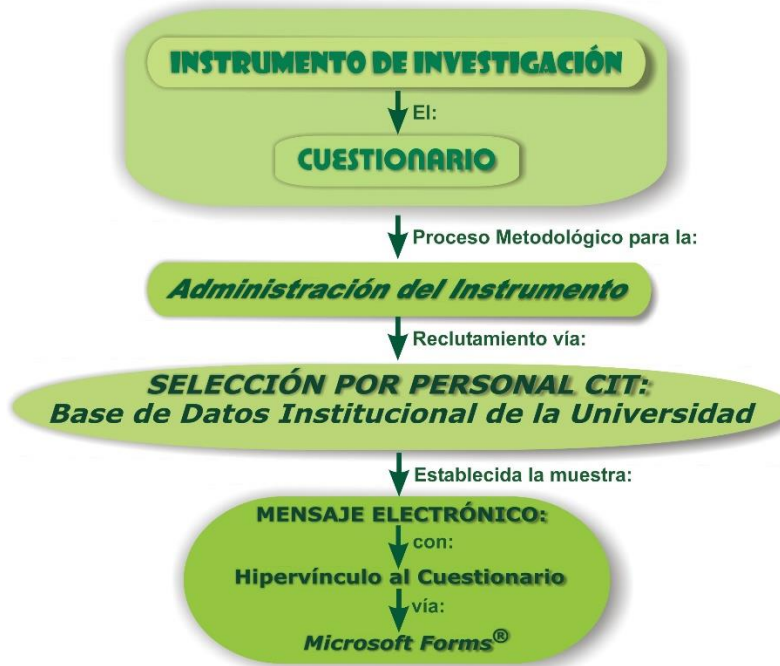 INSTRUMENTO DE INVESTIGACIÓN
El:
CUESTIONARIO
Proceso Metodológico para la:
Administración del Instrumento
Reclutamiento vía:
SELECCIÓN POR PERSONAL CIT:
Base de Datos Institucional de la Universidad
Establecida la muestra:
MENSAJE ELECTRÓNICO:
con:
Hipervínculo al Cuestionario
vía:
Microsoft Forms®